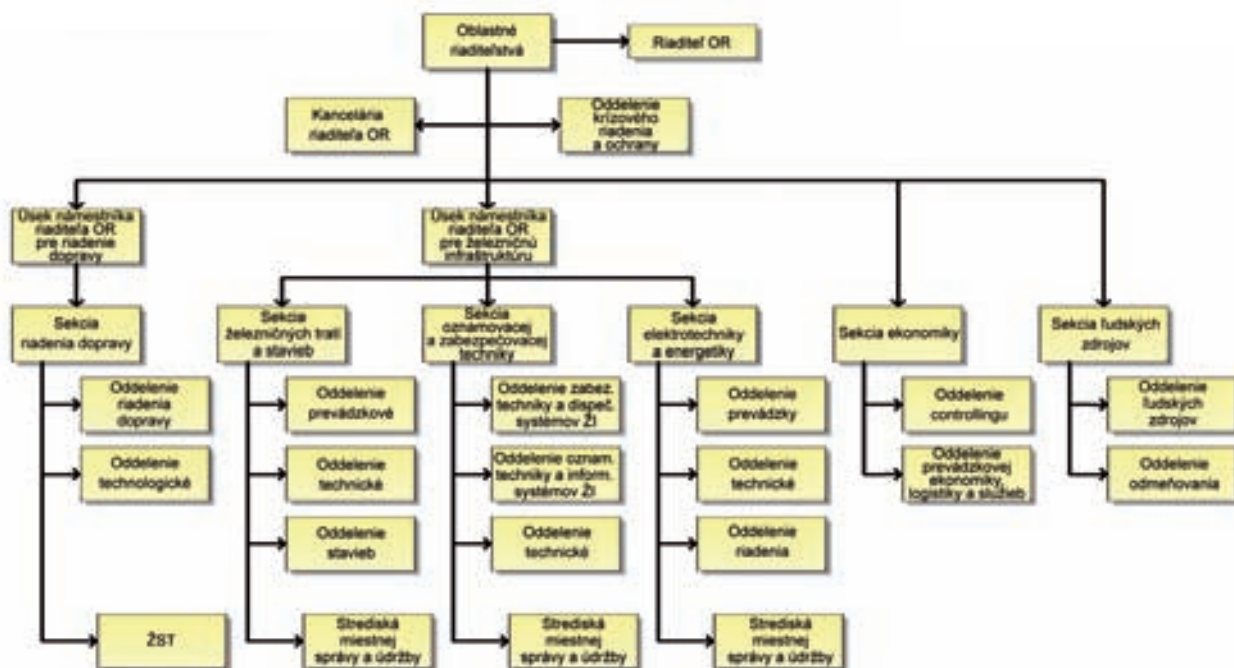 Oblastné
riaditeľstvá
Riaditeľ OR
Kancelária
riaditeľa OR
Oddelenie
krízového
riadenia
a ochrany
Úsek námestníka
riaditeľa OR
pre riadenie
dopravy
Úsek námestníka
riaditeľa OR
pre železničnú
infraštruktúru
Sekcia
riadenia dopravy
Sekcia
železničných tratí
a stavieb
Sekcia
oznamovacej
a zabezpečovacej
techniky
Sekcia
elektrotechniky
a energetiky
Sekcia ekonomiky
Sekcia ľudských
zdrojov
Oddelenie
riadenia
dopravy
Oddelenie
prevádzkové
Oddelenie zabez.
techniky a dispeč.
systémov ŽI
Oddelenie
prevádzky
Oddelenie
controllingu
Oddelenie
ľudských
zdrojov
Oddelenie
technologické
Oddelenie
technické
Oddelenie oznam.
techniky a inform.
systémov ŽI
Oddelenie
technické
Oddelenie
prevádzkovej
ekonomiky,
logistiky a služieb
Oddelenie
odmeňovania
Oddelenie
stavieb
Oddelenie
technické
Oddelenie
riadenia
ŽST
Strediská
miestnej
správy a údržby
Strediská
miestnej
správy a údržby
Strediská
miestnej
správy a údržby